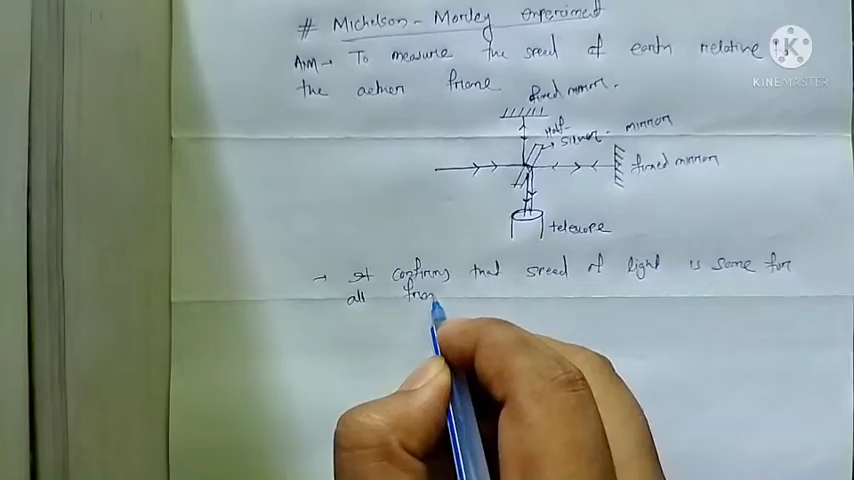 # Michelson - Morley experiment
AIM → To measure the speed of earth relative to
the aether frame
fixed mirror.
Half-
silver mirror
fixed mirror
telescope
→ It confirms that speed of light is same for
all fram
K
KINEMASTER